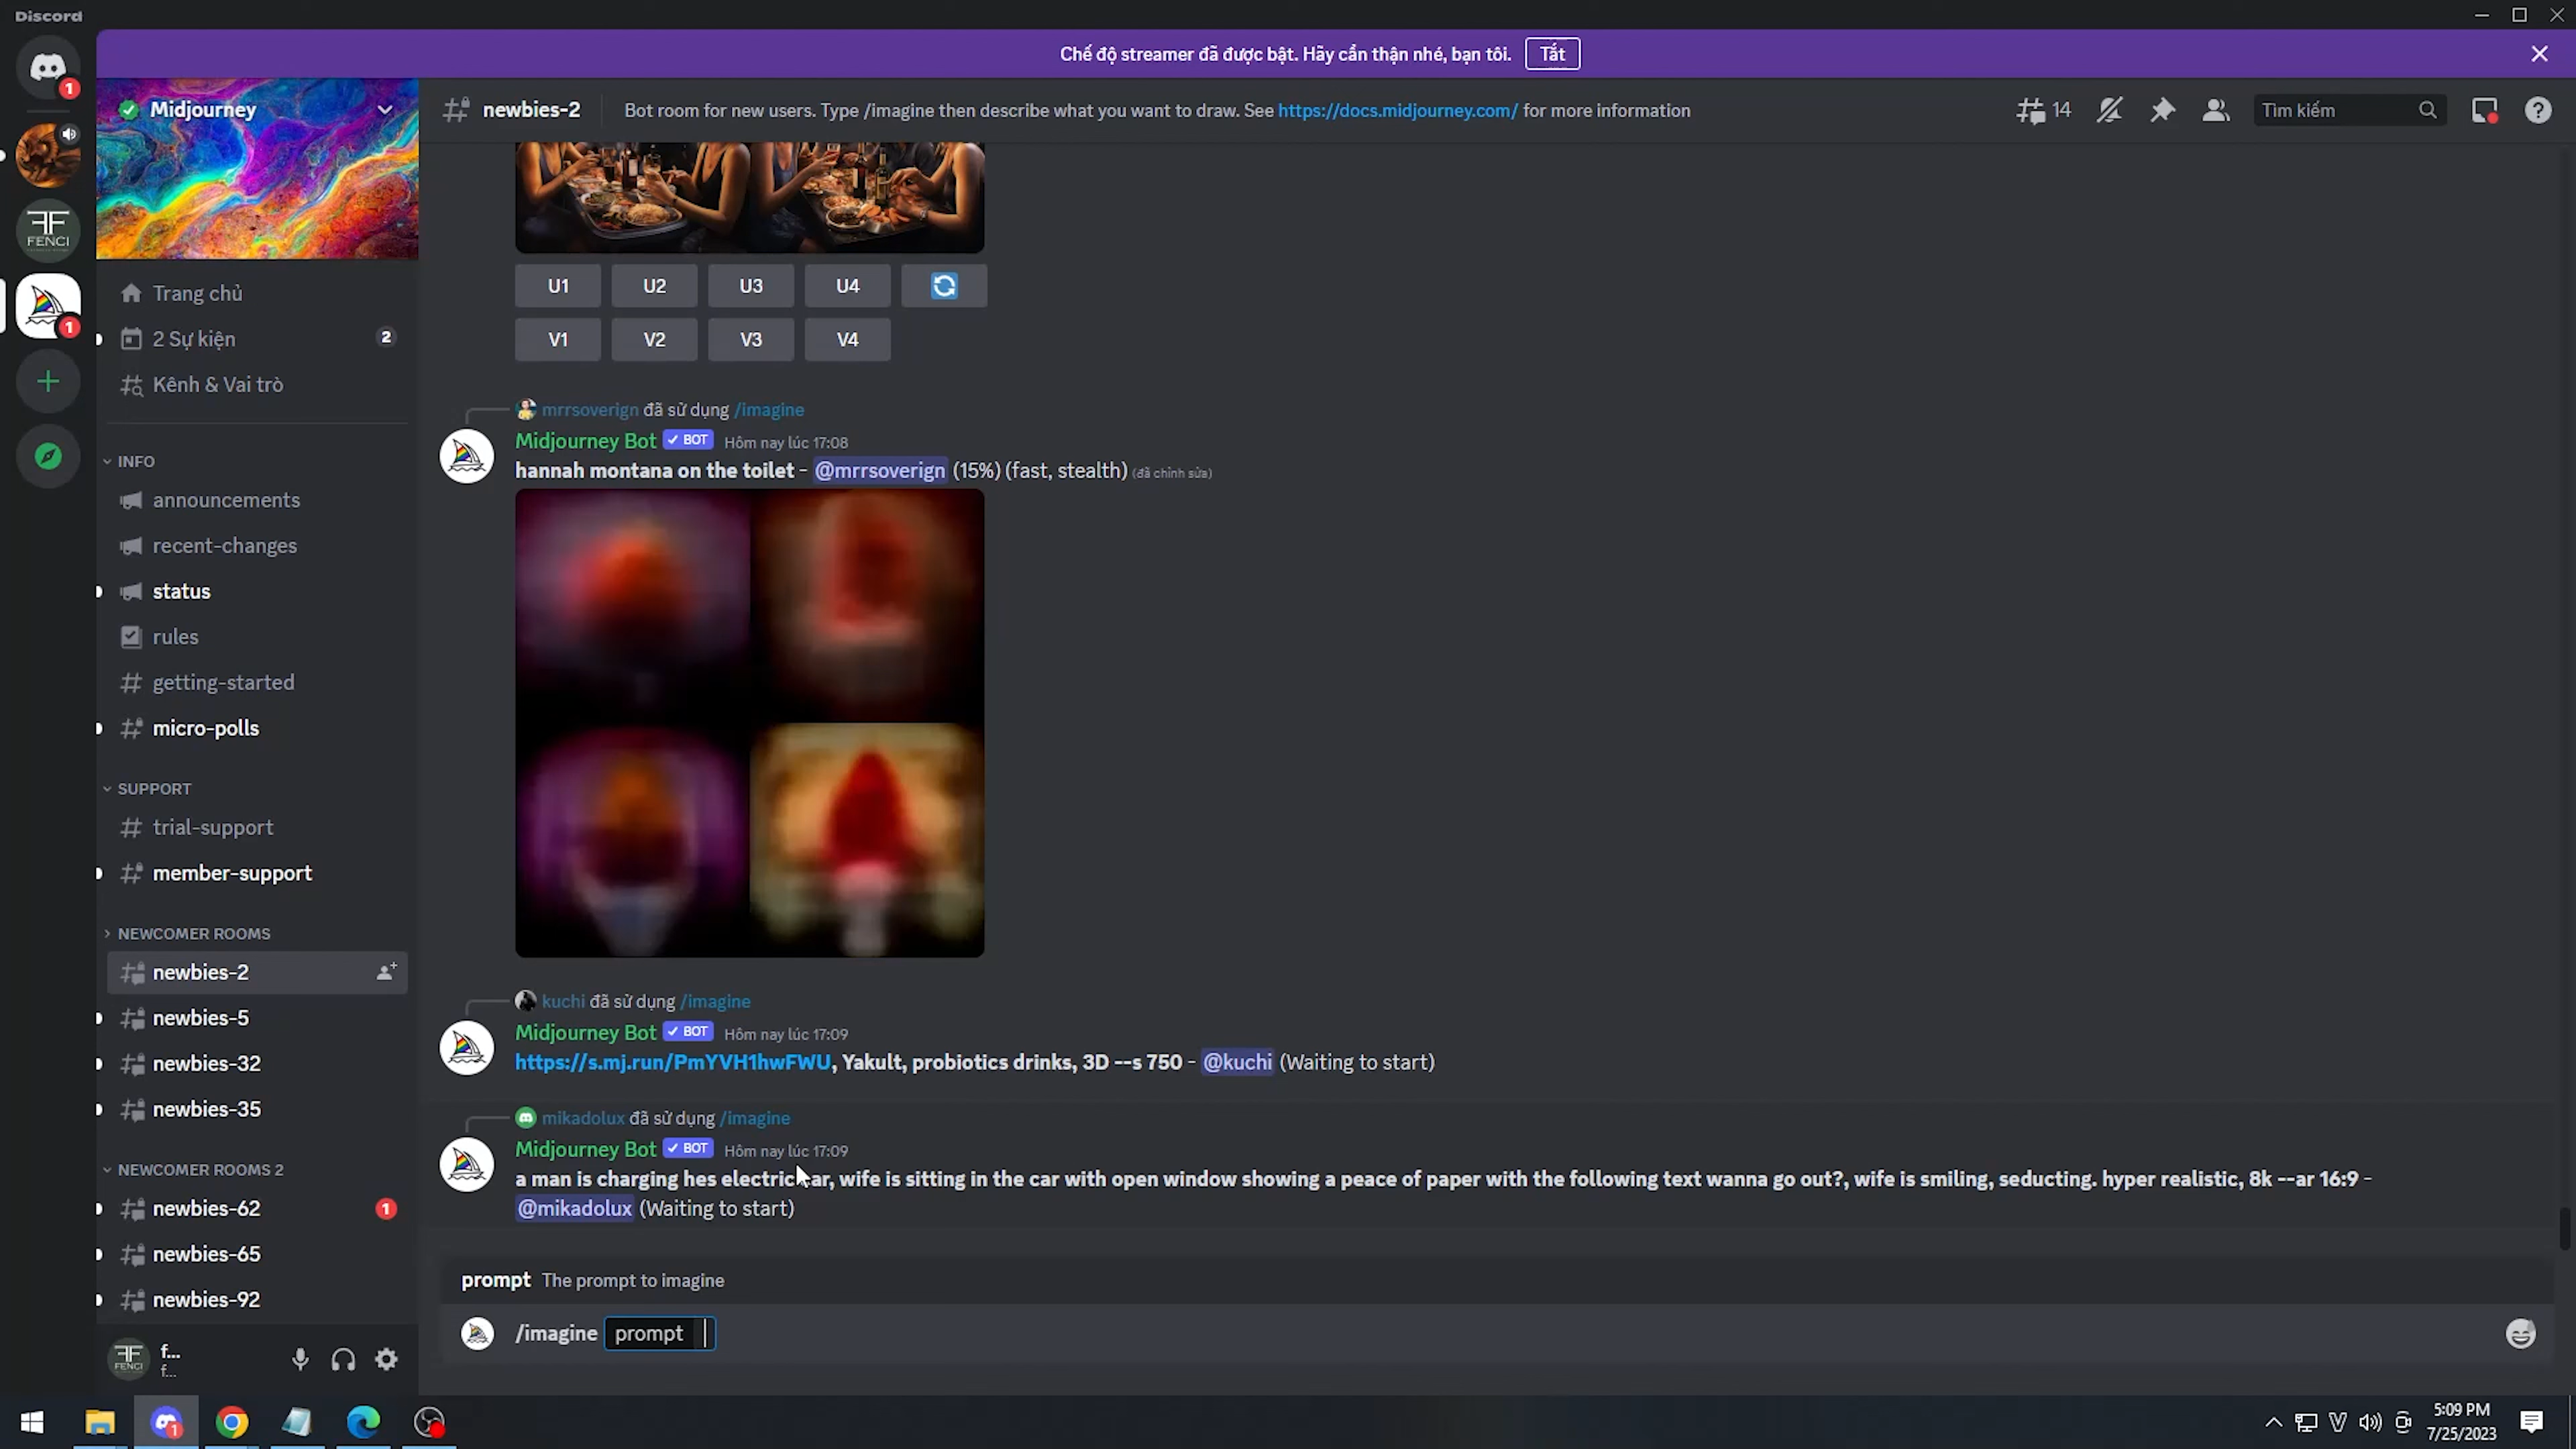 Discord
Chế độ streamer đã được bật. Hãy cẩn thận nhé, bạn tôi. Tắt
1
Midjourney
newbies-2 Bot room for new users. Type /imagine then describe what you want to draw. See https://docs.midjourney.com/ for more information
14
Tìm kiếm
FENCI
1
Trang chủ
2 Sự kiện 2
Kênh & Vai trò
INFO
announcements
recent-changes
status
rules
getting-started
micro-polls
SUPPORT
trial-support
member-support
NEWCOMER ROOMS
newbies-2
newbies-5
newbies-32
newbies-35
NEWCOMER ROOMS 2
newbies-62 1
newbies-65
newbies-92
FENCI
f...
f...
U1 U2 U3 U4
V1 V2 V3 V4
mrrsoverign đã sử dụng /imagine
Midjourney Bot BOT Hôm nay lúc 17:08
hannah montana on the toilet - @mrrsoverign (15%) (fast, stealth) (đã chỉnh sửa)
kuchi đã sử dụng /imagine
Midjourney Bot BOT Hôm nay lúc 17:09
https://s.mj.run/PmYVH1hwFWU, Yakult, probiotics drinks, 3D --s 750 - @kuchi (Waiting to start)
mikadolux đã sử dụng /imagine
Midjourney Bot BOT Hôm nay lúc 17:09
a man is charging hes electric ar, wife is sitting in the car with open window showing a peace of paper with the following text wanna go out?, wife is smiling, seducting. hyper realistic, 8k --ar 16:9 -
@mikadolux (Waiting to start)
prompt The prompt to imagine
/imagine prompt
1
V
5:09 PM
7/25/2023